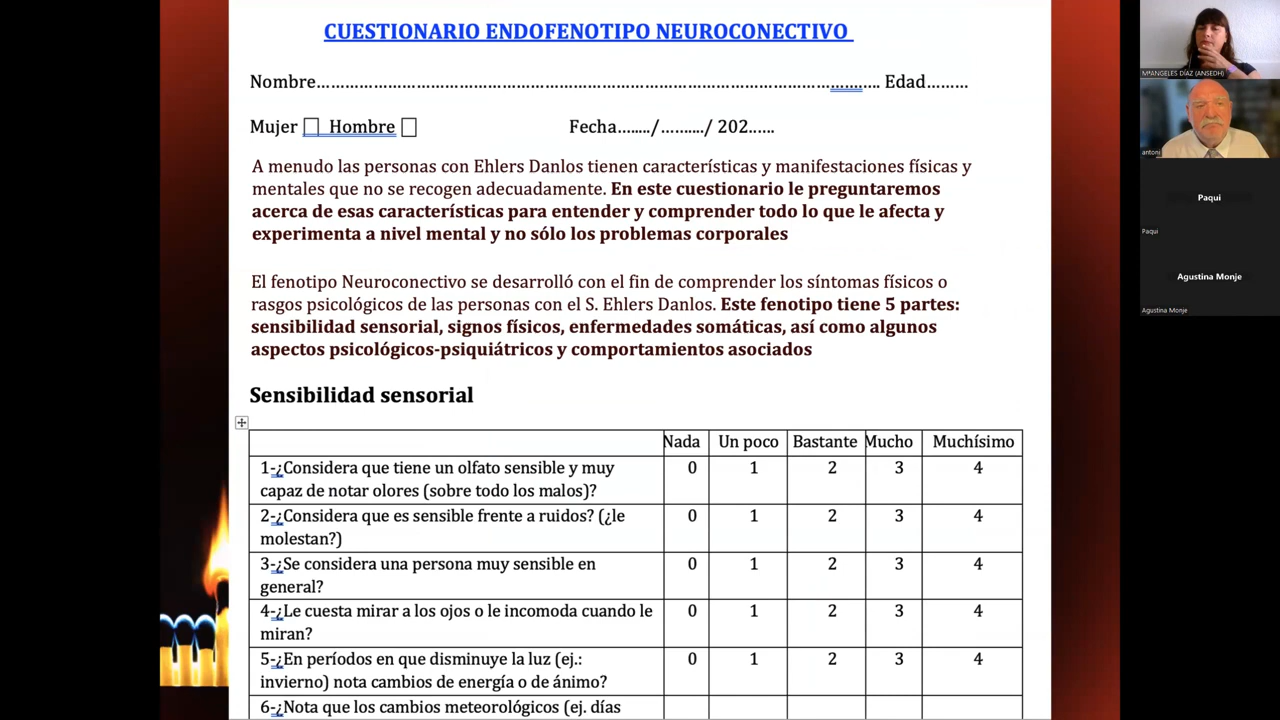 CUESTIONARIO ENDOFENOTIPO NEUROCONECTIVO
Nombre……………………………………………………………………………………………………….. Edad………
Mujer □ Hombre □ Fecha......../........../ 202.……
A menudo las personas con Ehlers Danlos tienen características y manifestaciones físicas y
mentales que no se recogen adecuadamente. En este cuestionario le preguntaremos
acerca de esas características para entender y comprender todo lo que le afecta y
experimenta a nivel mental y no sólo los problemas corporales
El fenotipo Neuroconectivo se desarrolló con el fin de comprender los síntomas físicos o
rasgos psicológicos de las personas con el S. Ehlers Danlos. Este fenotipo tiene 5 partes:
sensibilidad sensorial, signos físicos, enfermedades somáticas, así como algunos
aspectos psicológicos-psiquiátricos y comportamientos asociados
Sensibilidad sensorial
Nada Un poco Bastante Mucho Muchísimo
1-¿Considera que tiene un olfato sensible y muy 0 1 2 3 4
capaz de notar olores (sobre todo los malos)?
2-¿Considera que es sensible frente a ruidos? (¿le 0 1 2 3 4
molestan?)
3-¿Se considera una persona muy sensible en 0 1 2 3 4
general?
4-¿Le cuesta mirar a los ojos o le incomoda cuando le 0 1 2 3 4
miran?
5-¿En períodos en que disminuye la luz (ej.: 0 1 2 3 4
invierno) nota cambios de energía o de ánimo?
6-¿Nota que los cambios meteorológicos (ej. días
MªANGELES DÍAZ (ANSEDH)
antoni
Paqui
Paqui
Agustina Monje
Agustina Monje